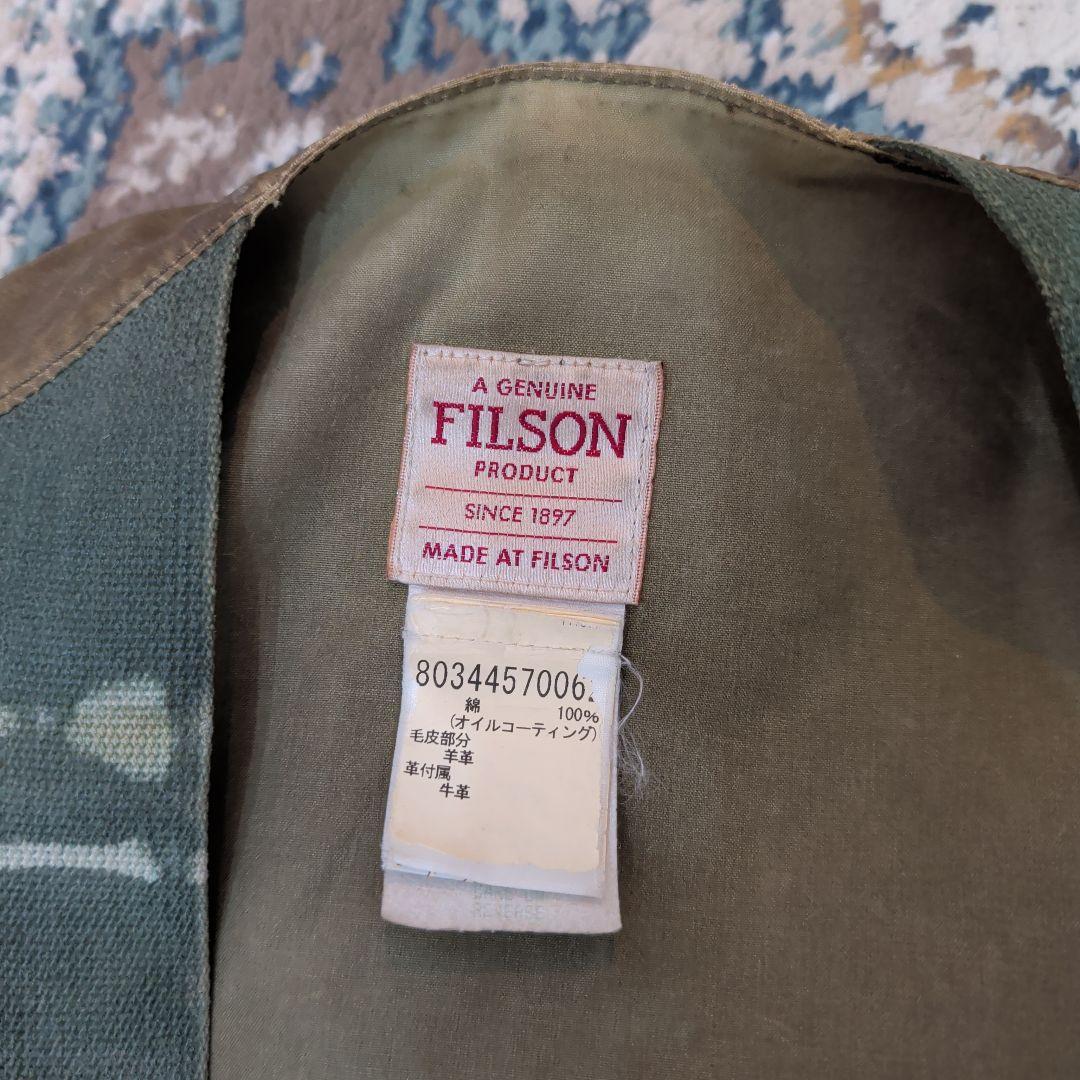 A GENUINE
FILSON
PRODUCT
SINCE 1897
MADE AT FILSON
80344570062
綿 100%
(オイルコーティング)
毛皮部分
羊革
革付属
牛革
REVERSE